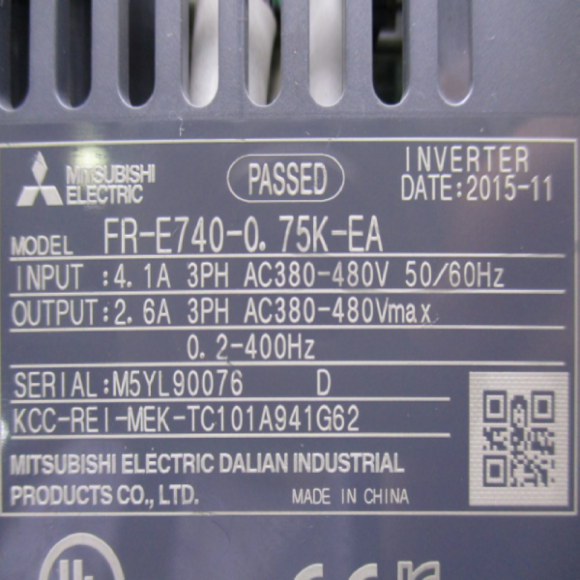 MITSUBISHI
ELECTRIC
PASSED
INVERTER
DATE:2015-11
MODEL FR-E740-0.75K-EA
INPUT :4.1A 3PH AC380-480V 50/60Hz
OUTPUT:2.6A 3PH AC380-480Vmax
0.2-400Hz
SERIAL:M5YL90076 D
KCC-REI-MEK-TC101A941G62
MITSUBISHI ELECTRIC DALIAN INDUSTRIAL
PRODUCTS CO., LTD.
MADE IN CHINA